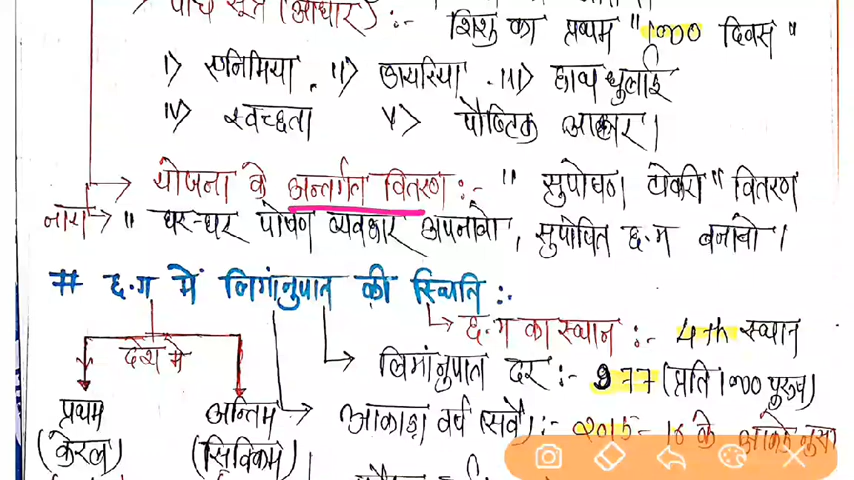 सूत्र (आधार) :-
शिशु का प्रथम "1000 दिवस"
I> एनिमिया. II> डायरिया. III> हाथ धुलाई
IV> स्वच्छता V> पौष्टिक आहार।
→ योजना के अन्तर्गत वितरण :- "सुपोषण टोकरी" वितरण
नारा → "घर-घर पोषण व्यवहार अपनाबो, सुपोषित छ.ग बनाबो।
# छ.ग में लिंगानुपात की स्थिति :.
→ छ.ग का स्थान :- 4th स्थान
देश में
लिंगानुपात दर :- 977 (प्रति 1000 पुरुष)
प्रथम अन्तिम → आकड़ा वर्ष (सर्वे) :- 2015-16 के
(केरल) (सिक्किम)